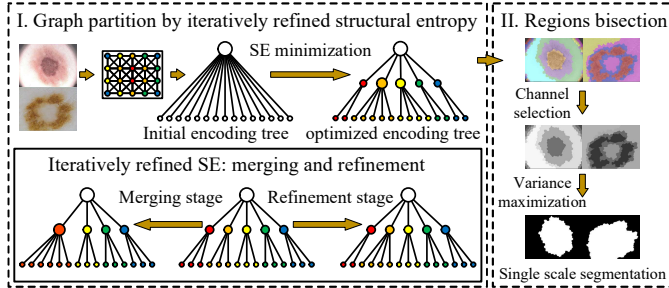 I. Graph partition by iteratively refined structural entropy
SE minimization
Initial encoding tree
optimized encoding tree
Iteratively refined SE: merging and refinement
Merging stage
Refinement stage
II. Regions bisection
Channel
selection
Variance
maximization
Single scale segmentation